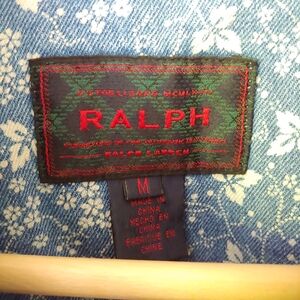 RALPH
RALPH LAUREN
M
MADE IN
CHINA
HECHO EN
CHINA
FABRIQUE EN
CHINE